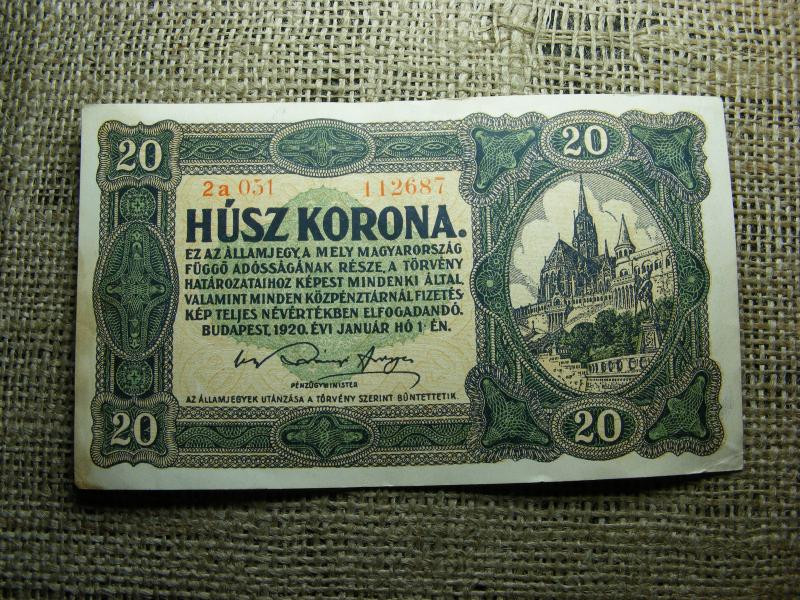 20
20
2a 051 112687
HÚSZ KORONA.
EZ AZ ÁLLAMJEGY, A MELY MAGYARORSZÁG
FÜGGŐ ADÓSSÁGÁNAK RÉSZE, A TÖRVÉNY
HATÁROZATAIHOZ KÉPEST MINDENKI ÁLTAL,
VALAMINT MINDEN KÖZPÉNZTÁRNÁL FIZETÉS-
KÉP TELJES NÉVÉRTÉKBEN ELFOGADANDÓ.
BUDAPEST, 1920. ÉVI JANUÁR HÓ 1-ÉN.
PÉNZÜGYMINISTER
AZ ÁLLAMJEGYEK UTÁNZÁSA A TÖRVÉNY SZERINT BÜNTETTETIK.
20
20